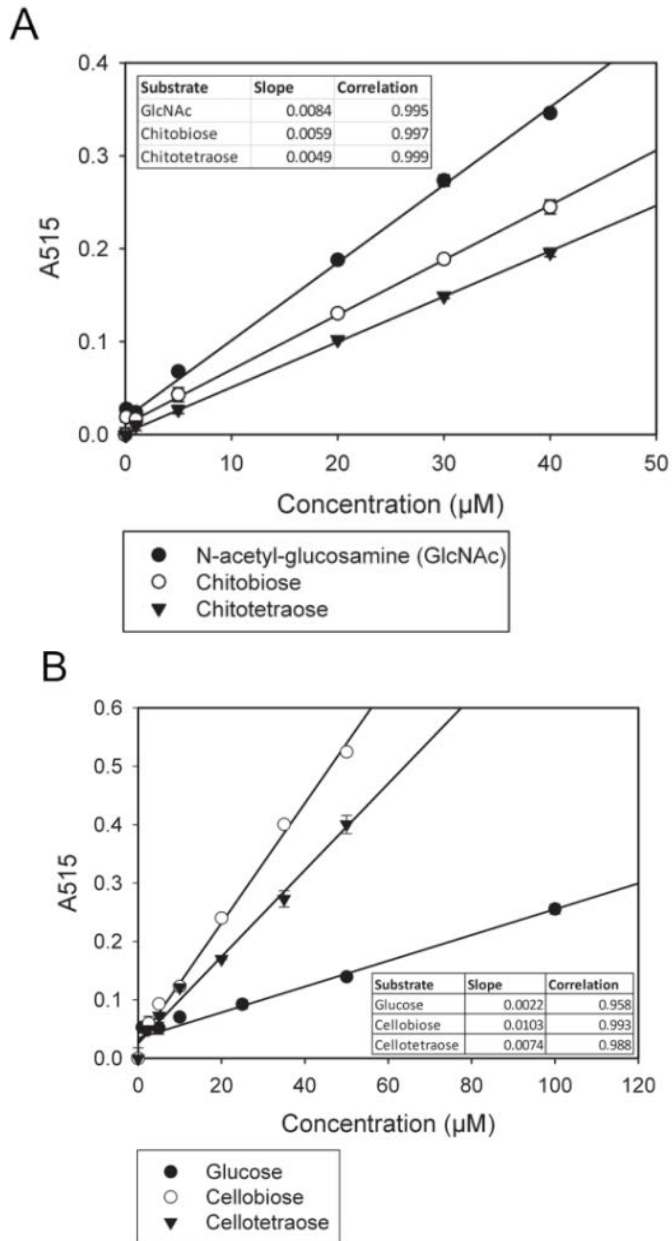 A
0.4
Substrate Slope Correlation
GlcNAc 0.0084 0.995
Chitobiose 0.0059 0.997
Chitotetraose 0.0049 0.999
0.3
A515
0.2
0.1
0.0
0 10 20 30 40 50
Concentration (µM)
N-acetyl-glucosamine (GlcNAc)
Chitobiose
Chitotetraose
B
0.6
0.5
0.4
A515
0.3
0.2
Substrate Slope Correlation
Glucose 0.0022 0.958
Cellobiose 0.0103 0.993
Cellotetraose 0.0074 0.988
0.1
0.0
0 20 40 60 80 100 120
Concentration (µM)
Glucose
Cellobiose
Cellotetraose